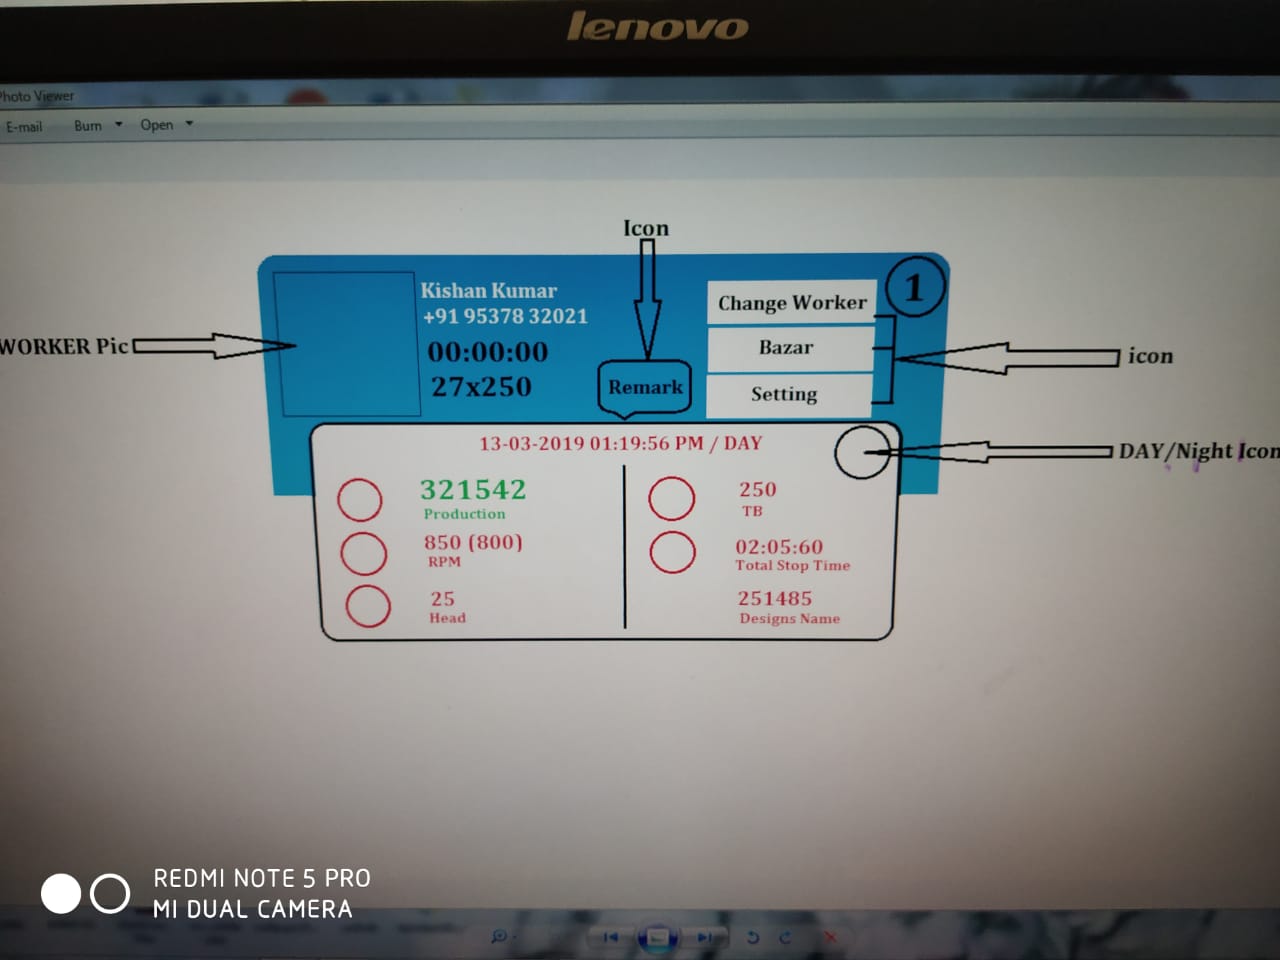 lenovo
Photo Viewer
E-mail Burn Open
Icon
Kishan Kumar
+91 95378 32021
00:00:00
27x250
Remark
Change Worker
Bazar
Setting
1
WORKER Pic
icon
DAY/Night Icon
13-03-2019 01:19:56 PM / DAY
321542
Production
850 (800)
RPM
25
Head
250
TB
02:05:60
Total Stop Time
251485
Designs Name
REDMI NOTE 5 PRO
MI DUAL CAMERA